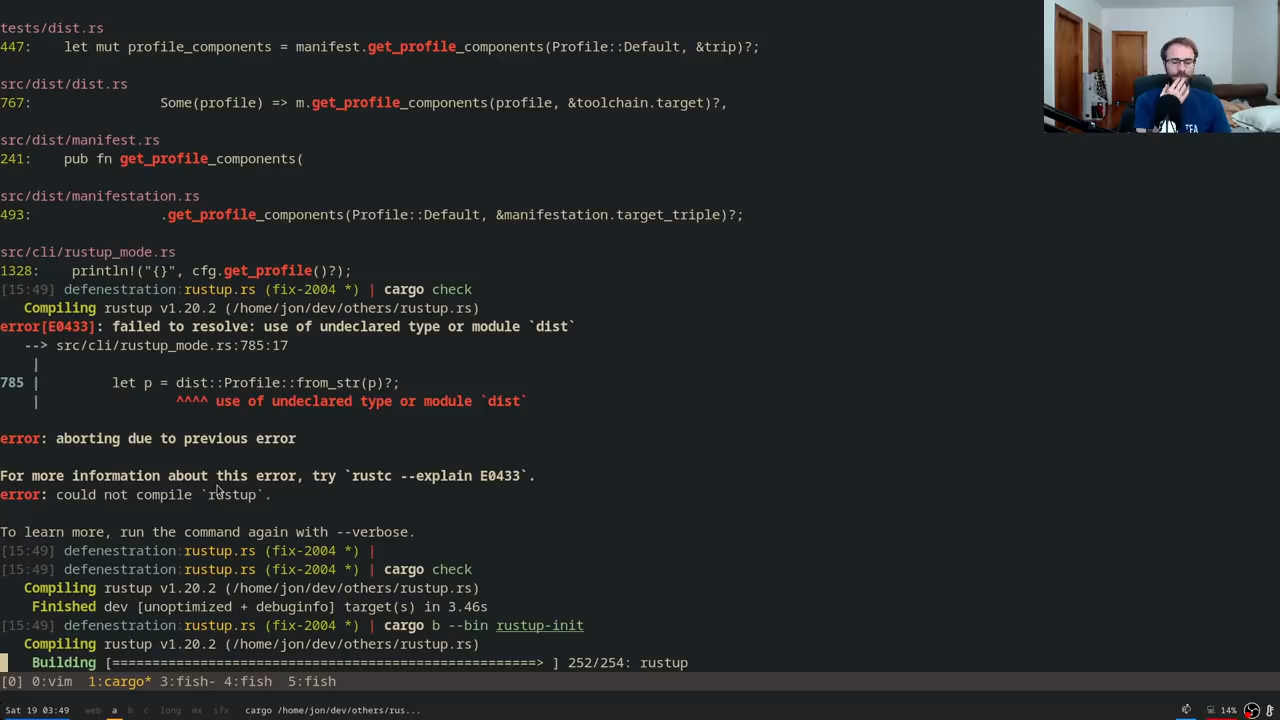 tests/dist.rs
447:    let mut profile_components = manifest.get_profile_components(Profile::Default, &trip)?;
src/dist/dist.rs
767:                Some(profile) => m.get_profile_components(profile, &toolchain.target)?,
src/dist/manifest.rs
241:    pub fn get_profile_components(
src/dist/manifestation.rs
493:                .get_profile_components(Profile::Default, &manifestation.target_triple)?;
src/cli/rustup_mode.rs
1328:    println!("{}", cfg.get_profile()?);
[15:49] defenestration:rustup.rs (fix-2004 *) | cargo check
   Compiling rustup v1.20.2 (/home/jon/dev/others/rustup.rs)
error[E0433]: failed to resolve: use of undeclared type or module `dist`
   --> src/cli/rustup_mode.rs:785:17
    |
785 |         let p = dist::Profile::from_str(p)?;
    |                 ^^^^ use of undeclared type or module `dist`
error: aborting due to previous error
For more information about this error, try `rustc --explain E0433`.
error: could not compile `rustup`.
To learn more, run the command again with --verbose.
[15:49] defenestration:rustup.rs (fix-2004 *) |
[15:49] defenestration:rustup.rs (fix-2004 *) | cargo check
   Compiling rustup v1.20.2 (/home/jon/dev/others/rustup.rs)
    Finished dev [unoptimized + debuginfo] target(s) in 3.46s
[15:49] defenestration:rustup.rs (fix-2004 *) | cargo b --bin rustup-init
   Compiling rustup v1.20.2 (/home/jon/dev/others/rustup.rs)
    Building [=====================================================> ] 252/254: rustup
[0] 0:vim  1:cargo* 3:fish- 4:fish  5:fish
Sat 19 03:49 web a b c long mx sfx cargo /home/jon/dev/others/rus... 14%